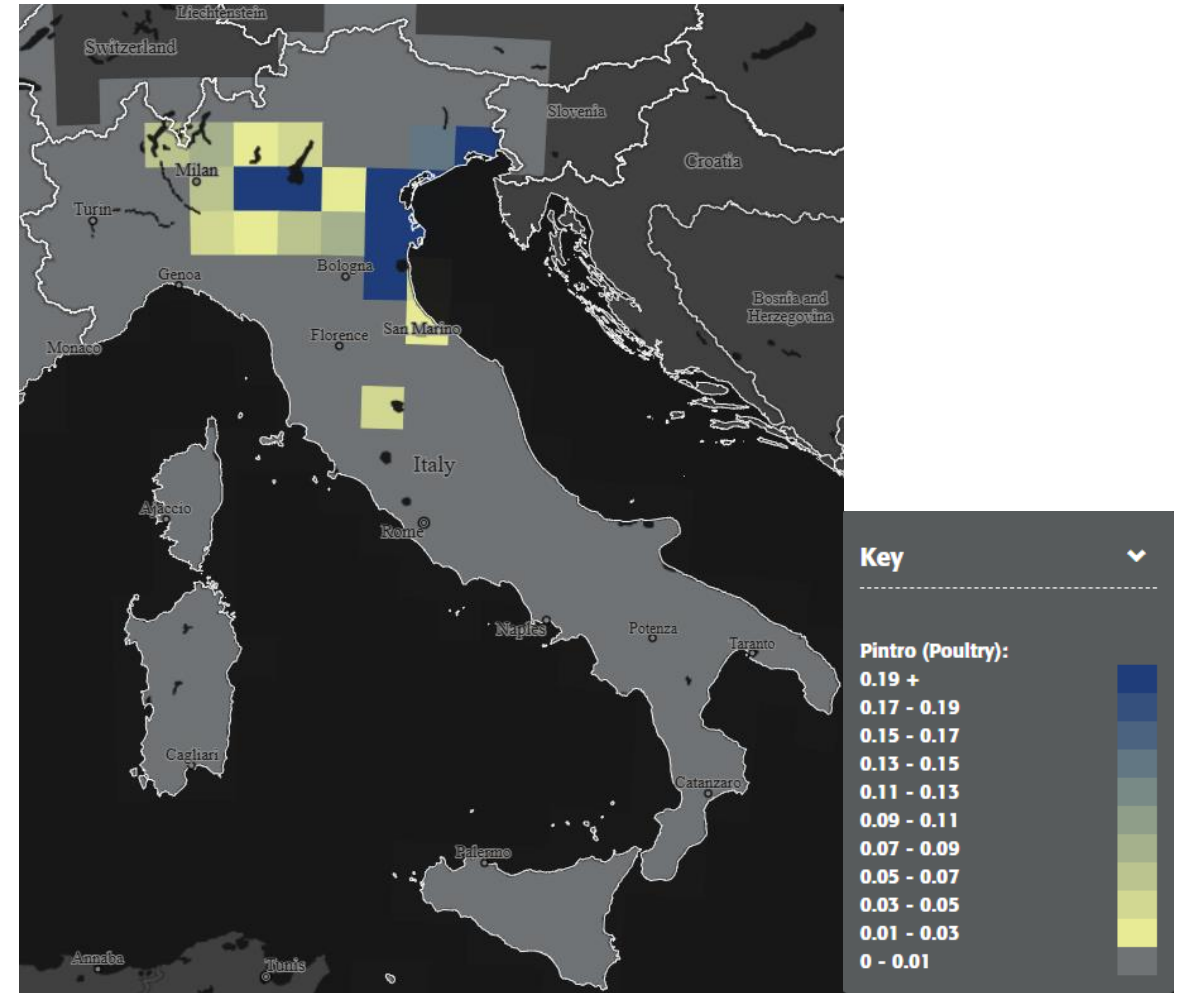 Liechtenstein
Switzerland
Slovenia
Croatia
Milan
Turin
Bologna
Genoa
Bosnia and
Herzegovina
Florence
San Marino
Monaco
Italy
Ajaccio
Rome
Naples
Potenza
Taranto
Cagliari
Catanzaro
Palermo
Annaba
Tunis
Key
Pintro (Poultry):
0.19 +
0.17 - 0.19
0.15 - 0.17
0.13 - 0.15
0.11 - 0.13
0.09 - 0.11
0.07 - 0.09
0.05 - 0.07
0.03 - 0.05
0.01 - 0.03
0 - 0.01